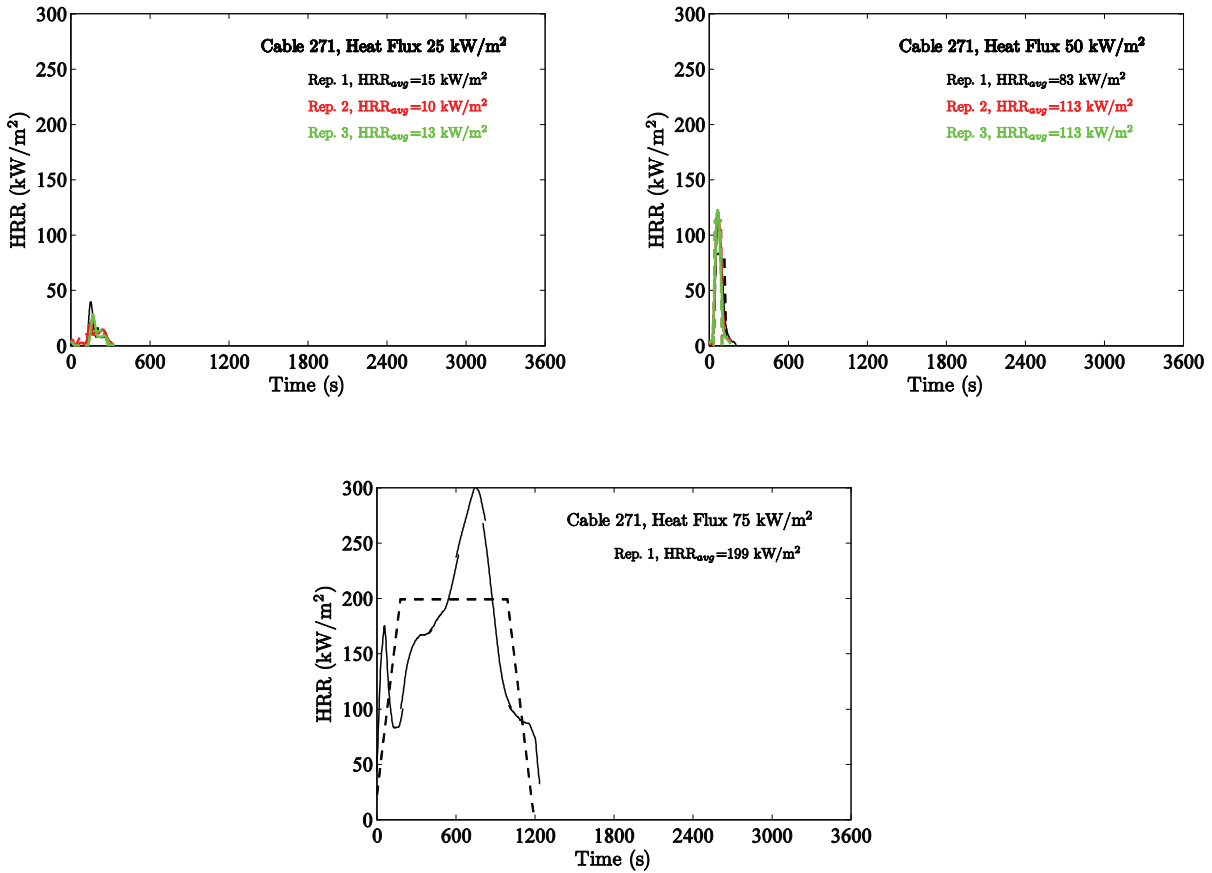 Cable 271, Heat Flux 25 kW/m²
Rep. 1, HRRavg=15 kW/m²
Rep. 2, HRRavg=10 kW/m²
Rep. 3, HRRavg=13 kW/m²
HRR (kW/m²)
300
250
200
150
100
50
0
0 600 1200 1800 2400 3000 3600
Time (s)
Cable 271, Heat Flux 50 kW/m²
Rep. 1, HRRavg=83 kW/m²
Rep. 2, HRRavg=113 kW/m²
Rep. 3, HRRavg=113 kW/m²
HRR (kW/m²)
300
250
200
150
100
50
0
0 600 1200 1800 2400 3000 3600
Time (s)
Cable 271, Heat Flux 75 kW/m²
Rep. 1, HRRavg=199 kW/m²
HRR (kW/m²)
300
250
200
150
100
50
0
0 600 1200 1800 2400 3000 3600
Time (s)